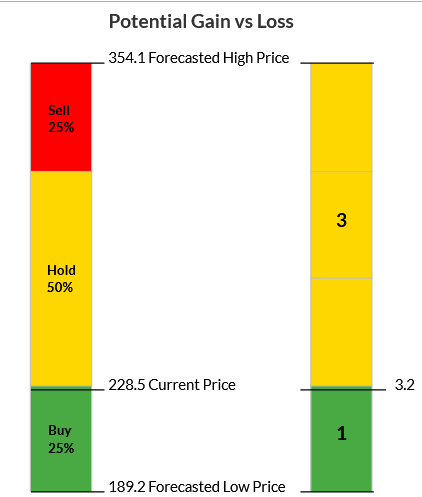 Potential Gain vs Loss
354.1 Forecasted High Price
Sell
25%
3
Hold
50%
228.5 Current Price
3.2
Buy
25%
1
189.2 Forecasted Low Price